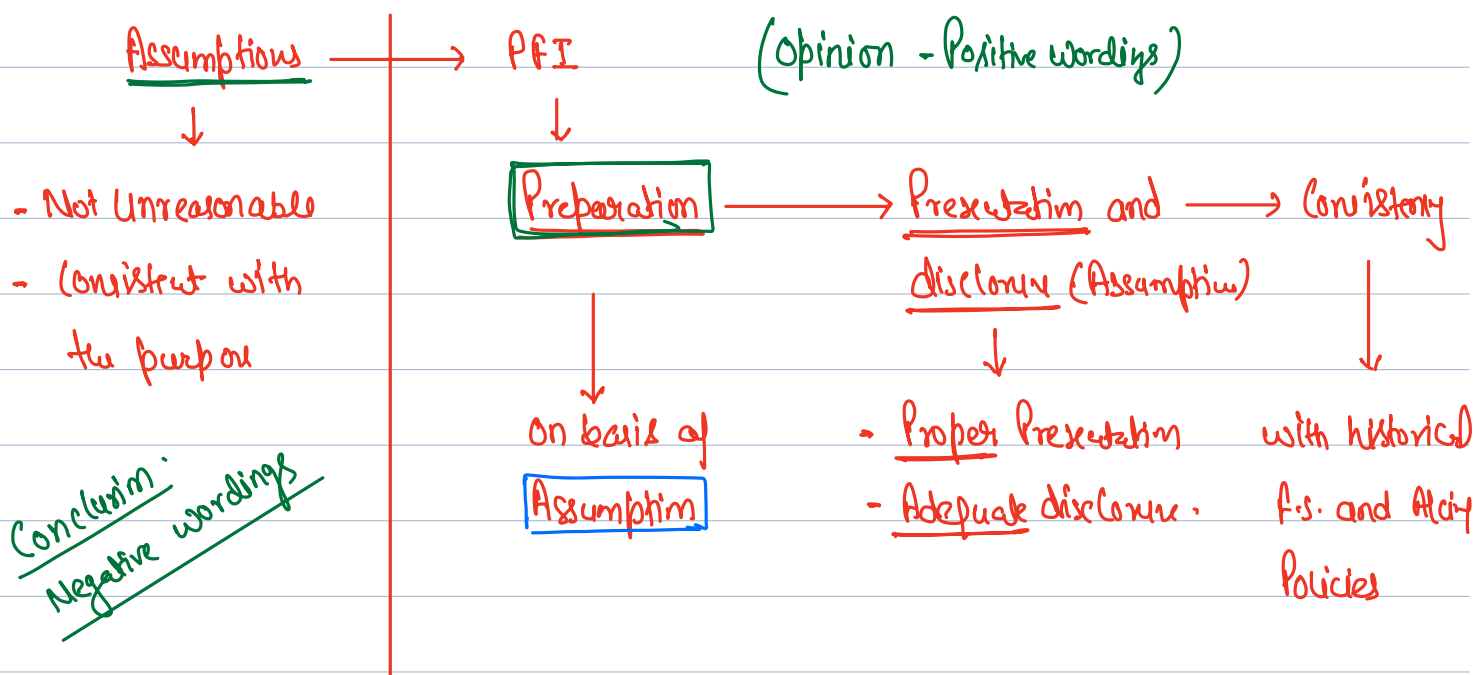 Assumptions → PFI (Opinion - Positive wordings)
- Not Unreasonable
- Consistent with
the purpose
Conclusion
Negative wordings
Preparation → Presentation and → Consistency
disclosure (Assumption)
on basis of
Assumption
- Proper Presentation
- Adequate disclosure.
with historical
f.s. and A/cing
Policies